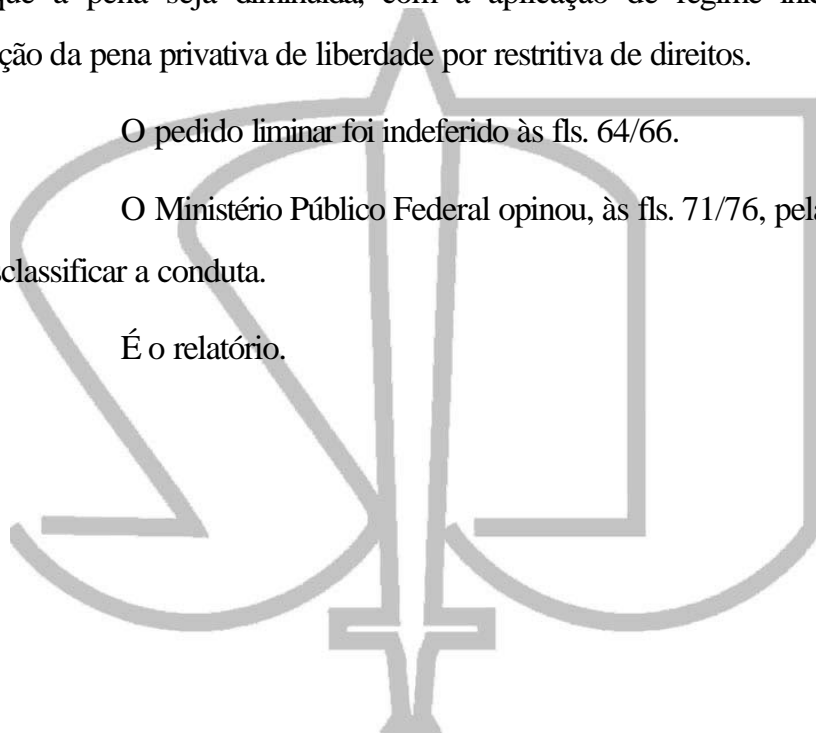 que a pena seja diminuída, com a aplicação de regime
ção da pena privativa de liberdade por restritiva de direitos.
O pedido liminar foi indeferido às fls. 64/66.
O Ministério Público Federal opinou, às fls. 71/76,
classificar a conduta.
É o relatório.